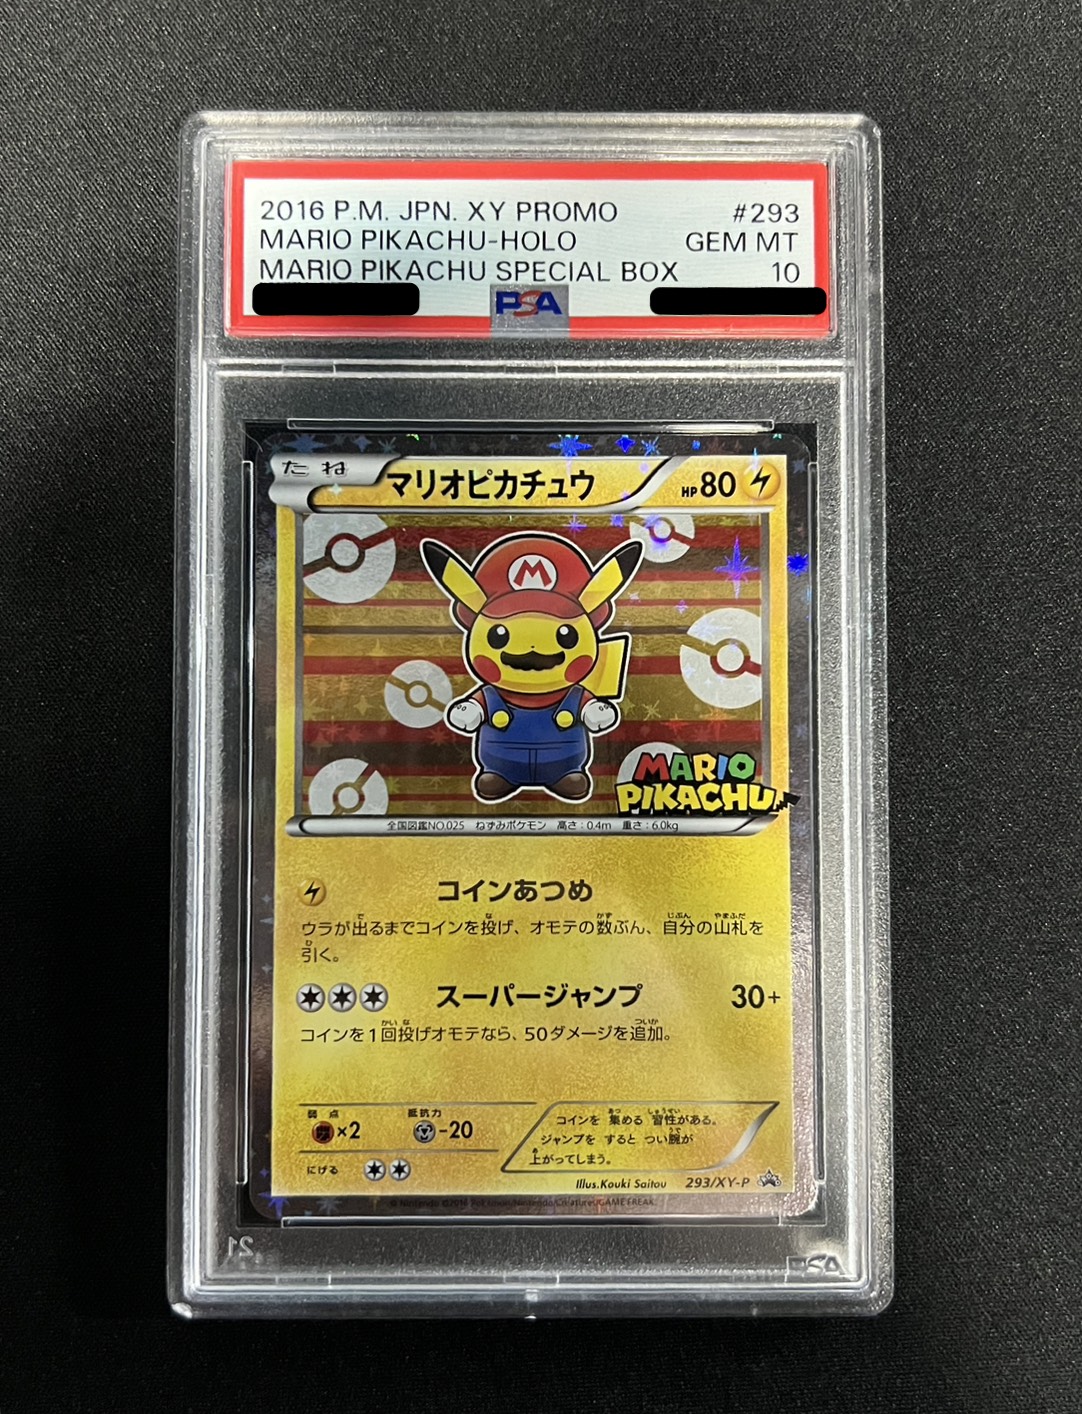 2016 P.M. JPN. XY PROMO #293
MARIO PIKACHU-HOLO GEM MT
MARIO PIKACHU SPECIAL BOX 10
PSA
たね マリオピカチュウ HP80
M
MARIO
PIKACHU
全国図鑑NO.025 ねずみポケモン 高さ:0.4m 重さ:6.0kg
コインあつめ
ウラが出るまでコインを投げ、オモテの数ぶん、自分の山札を
引く。
スーパージャンプ 30+
コインを1回投げオモテなら、50ダメージを追加。
弱点 抵抗力
×2 -20
にげる
コインを 集める 習性がある。
ジャンプを すると つい腕が
上がってしまう。
Illus.Kouki Saitou 293/XY-P
PSA